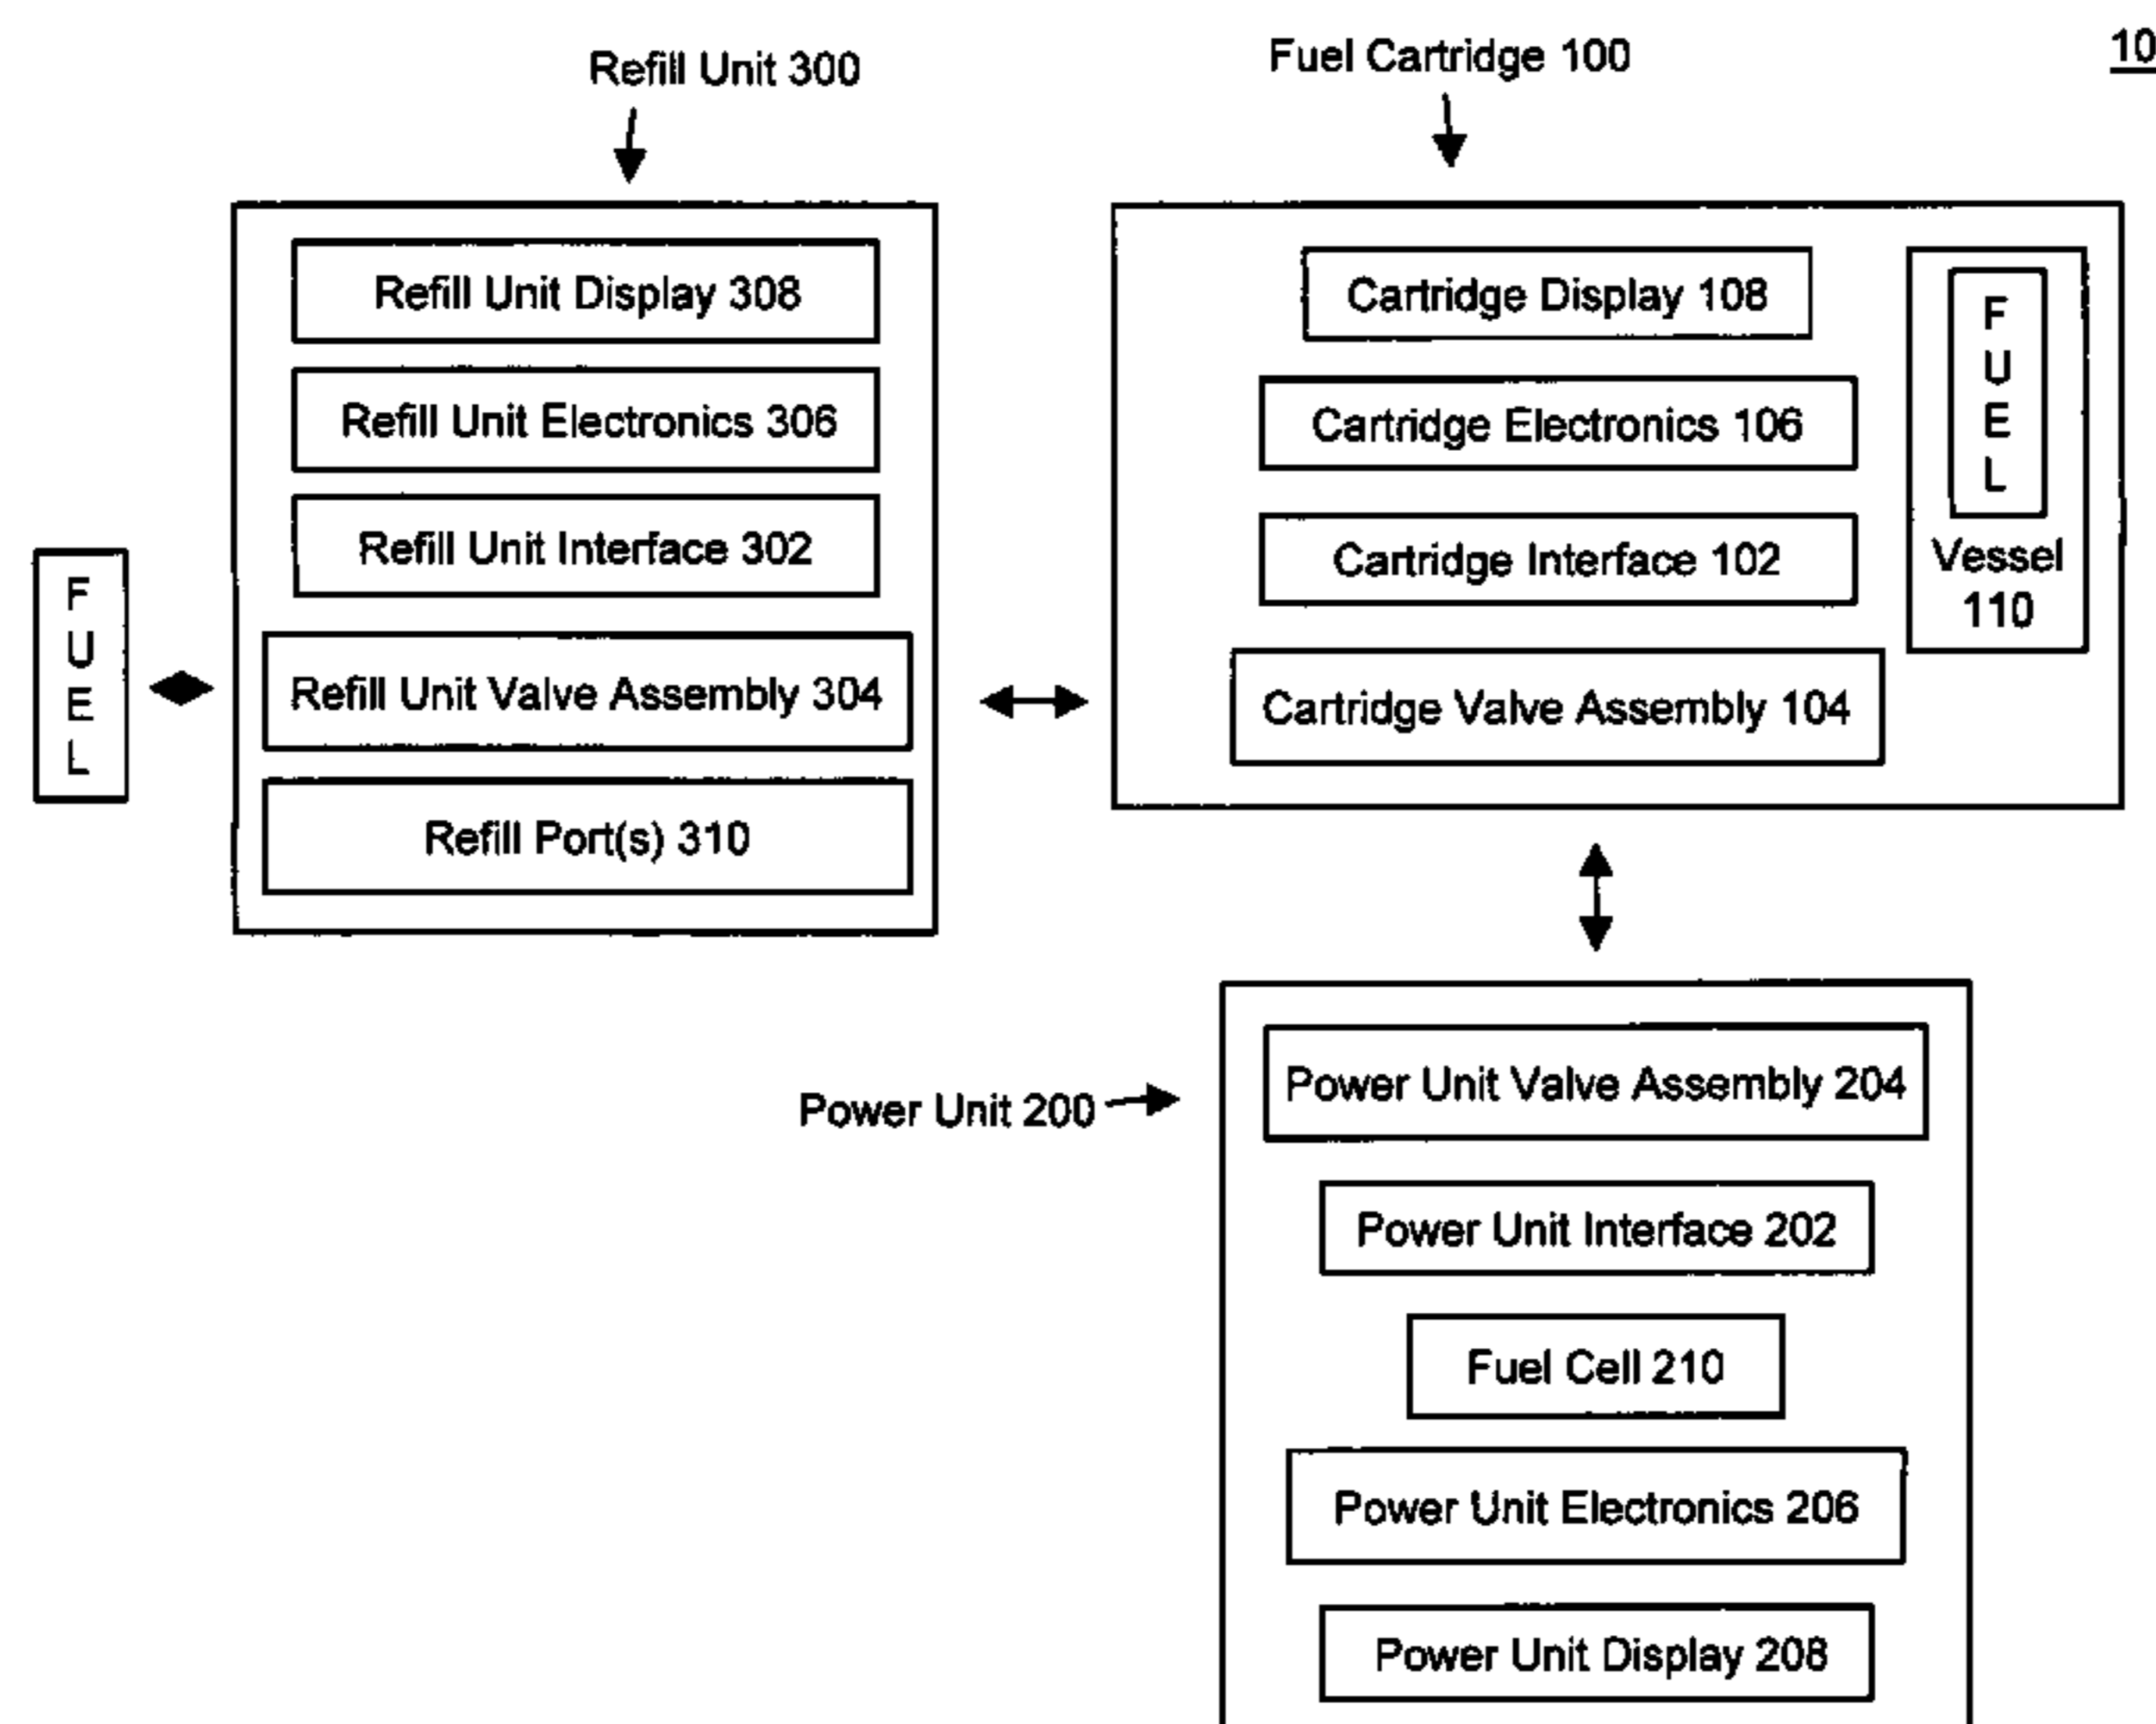 Refill Unit 300
Fuel Cartridge 100
10
Refill Unit Display 308
Refill Unit Electronics 306
Refill Unit Interface 302
Refill Unit Valve Assembly 304
Refill Port(s) 310
F
U
E
L
Cartridge Display 108
Cartridge Electronics 106
Cartridge Interface 102
Cartridge Valve Assembly 104
F
U
E
L
Vessel
110
Power Unit 200
Power Unit Valve Assembly 204
Power Unit Interface 202
Fuel Cell 210
Power Unit Electronics 206
Power Unit Display 208